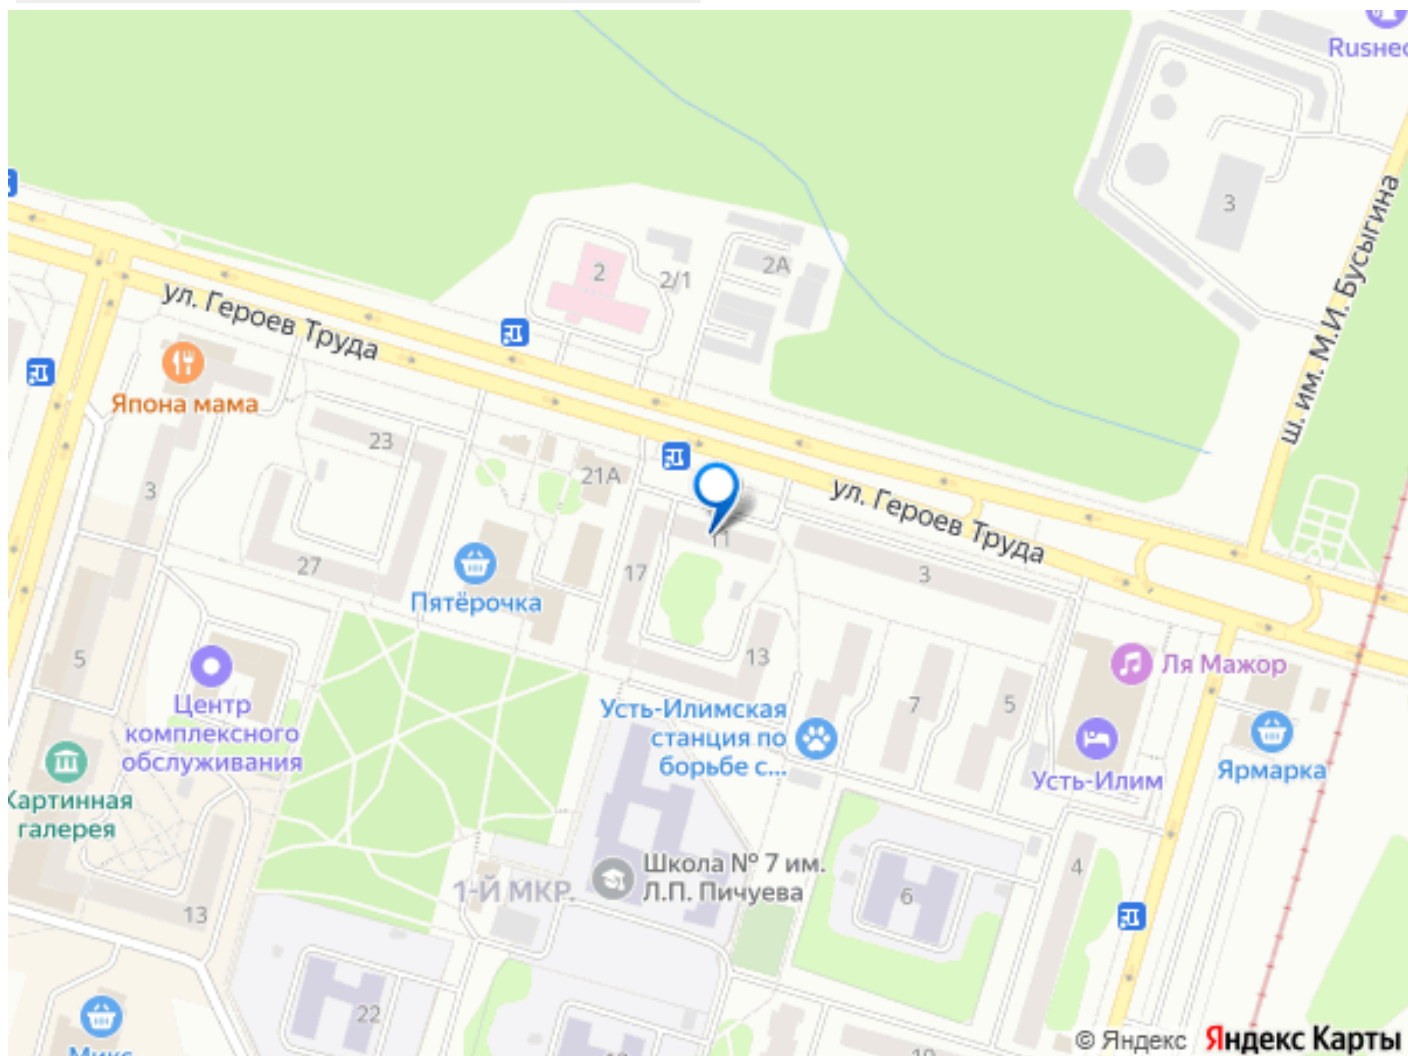 Rusнес
3
ш. им. М.И. Бусыгина
2
2/1
2А
ул. Героев Труда
Япона мама
23
21А
3
27
Пятёрочка
17
11
ул. Героев Труда
3
13
7
5
Ля Мажор
5
Центр
комплексного
обслуживания
Усть-Илимская
станция по
борьбе с...
Усть-Илим
Ярмарка
Картинная
галерея
13
1-Й МКР.
Школа № 7 им.
Л.П. Пичуева
6
4
22
Микс
© Яндекс
Яндекс Карты